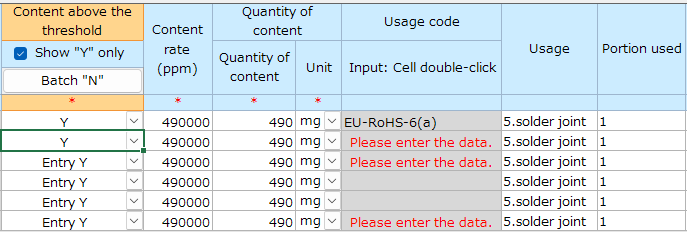 Content above the threshold Content rate (ppm) Quantity of content Usage code Usage Portion used
Show "Y" only Quantity of content Unit Input: Cell double-click
Batch "N"
* * * *
Y 490000 490 mg EU-RoHS-6(a) 5.solder joint 1
Y 490000 490 mg Please enter the data. 5.solder joint 1
Entry Y 490000 490 mg Please enter the data. 5.solder joint 1
Entry Y 490000 490 mg 5.solder joint 1
Entry Y 490000 490 mg 5.solder joint 1
Entry Y 490000 490 mg Please enter the data. 5.solder joint 1